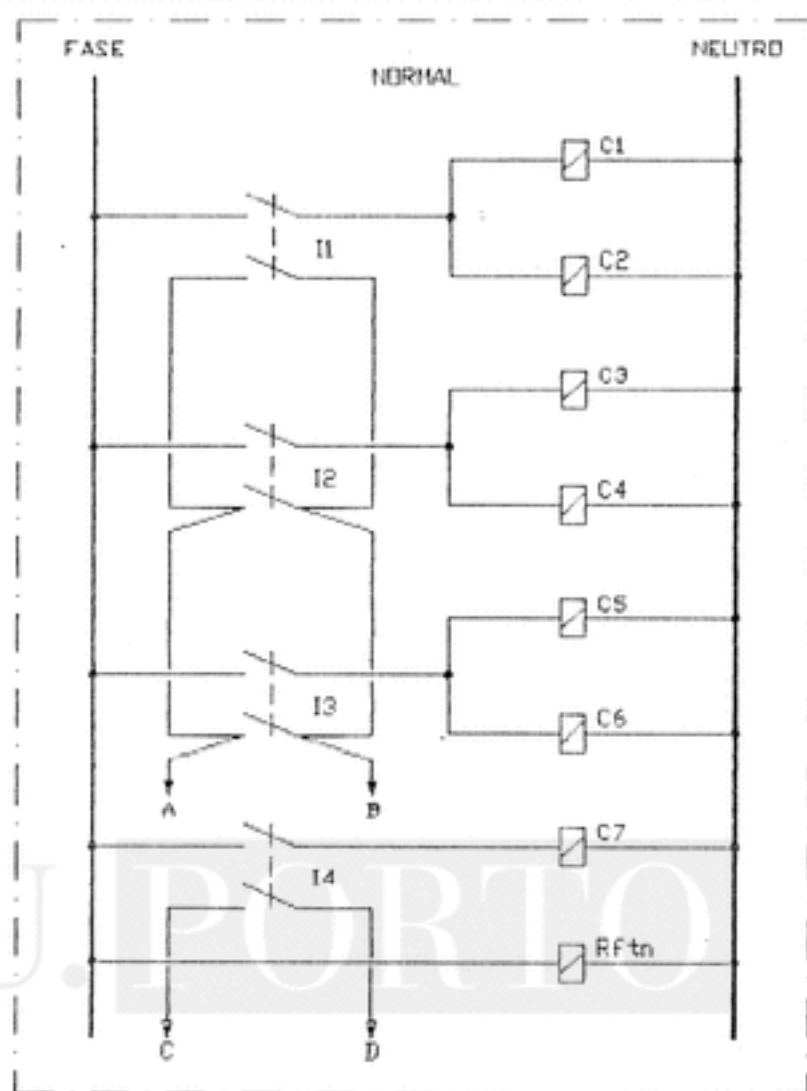 FASE
NEUTRO
NORMAL
C1
I1
C2
C3
I2
C4
C5
I3
C6
A
B
C7
I4
Rftn
C
D
U. PORTO